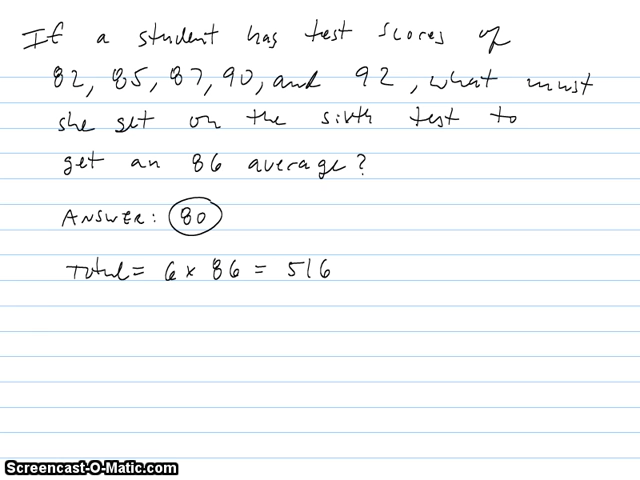 If a student has test scores of
82, 85, 87, 90, and 92, what must
she get on the sixth test to
get an 86 average?
ANSWER: 80
Total = 6 x 86 = 516
Screencast-O-Matic.com